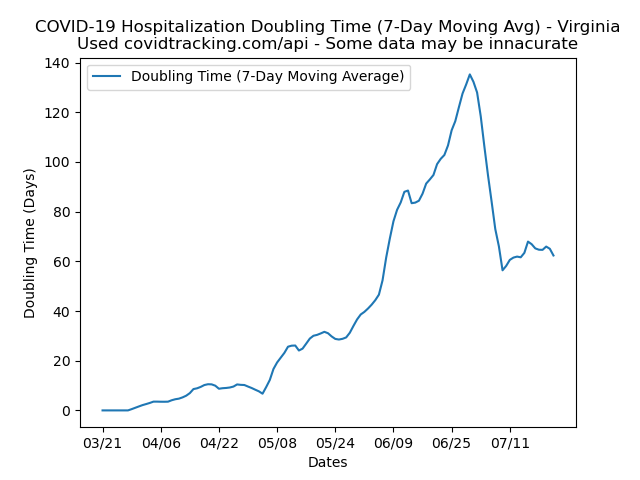 COVID-19 Hospitalization Doubling Time (7-Day Moving Avg) - Virginia
Used covidtracking.com/api - Some data may be innacurate
Doubling Time (7-Day Moving Average)
140
120
100
80
60
40
20
0
Doubling Time (Days)
03/21 04/06 04/22 05/08 05/24 06/09 06/25 07/11
Dates